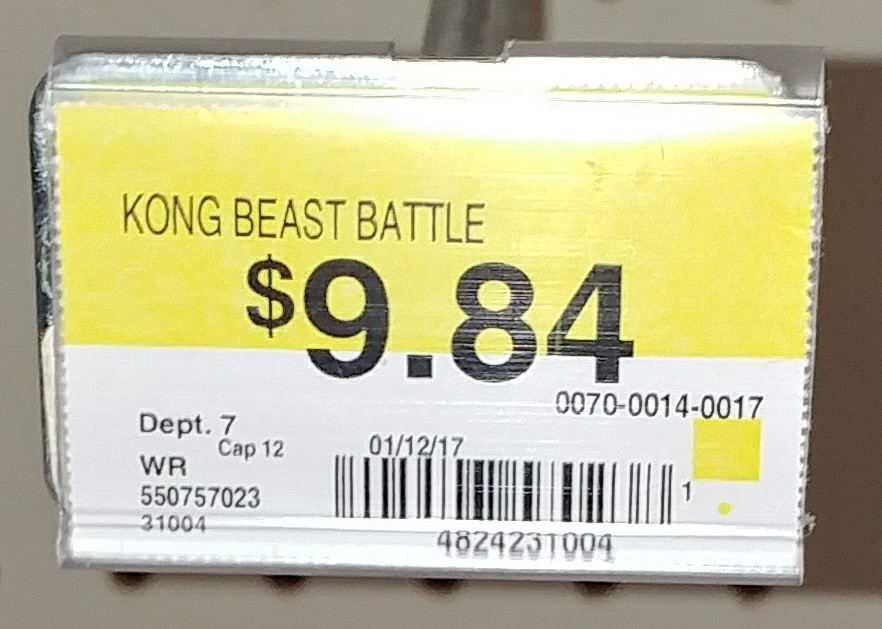 KONG BEAST BATTLE
$9.84
0070-0014-0017
Dept. 7
Cap 12
01/12/17
WR
550757023
1
31004
4824231004